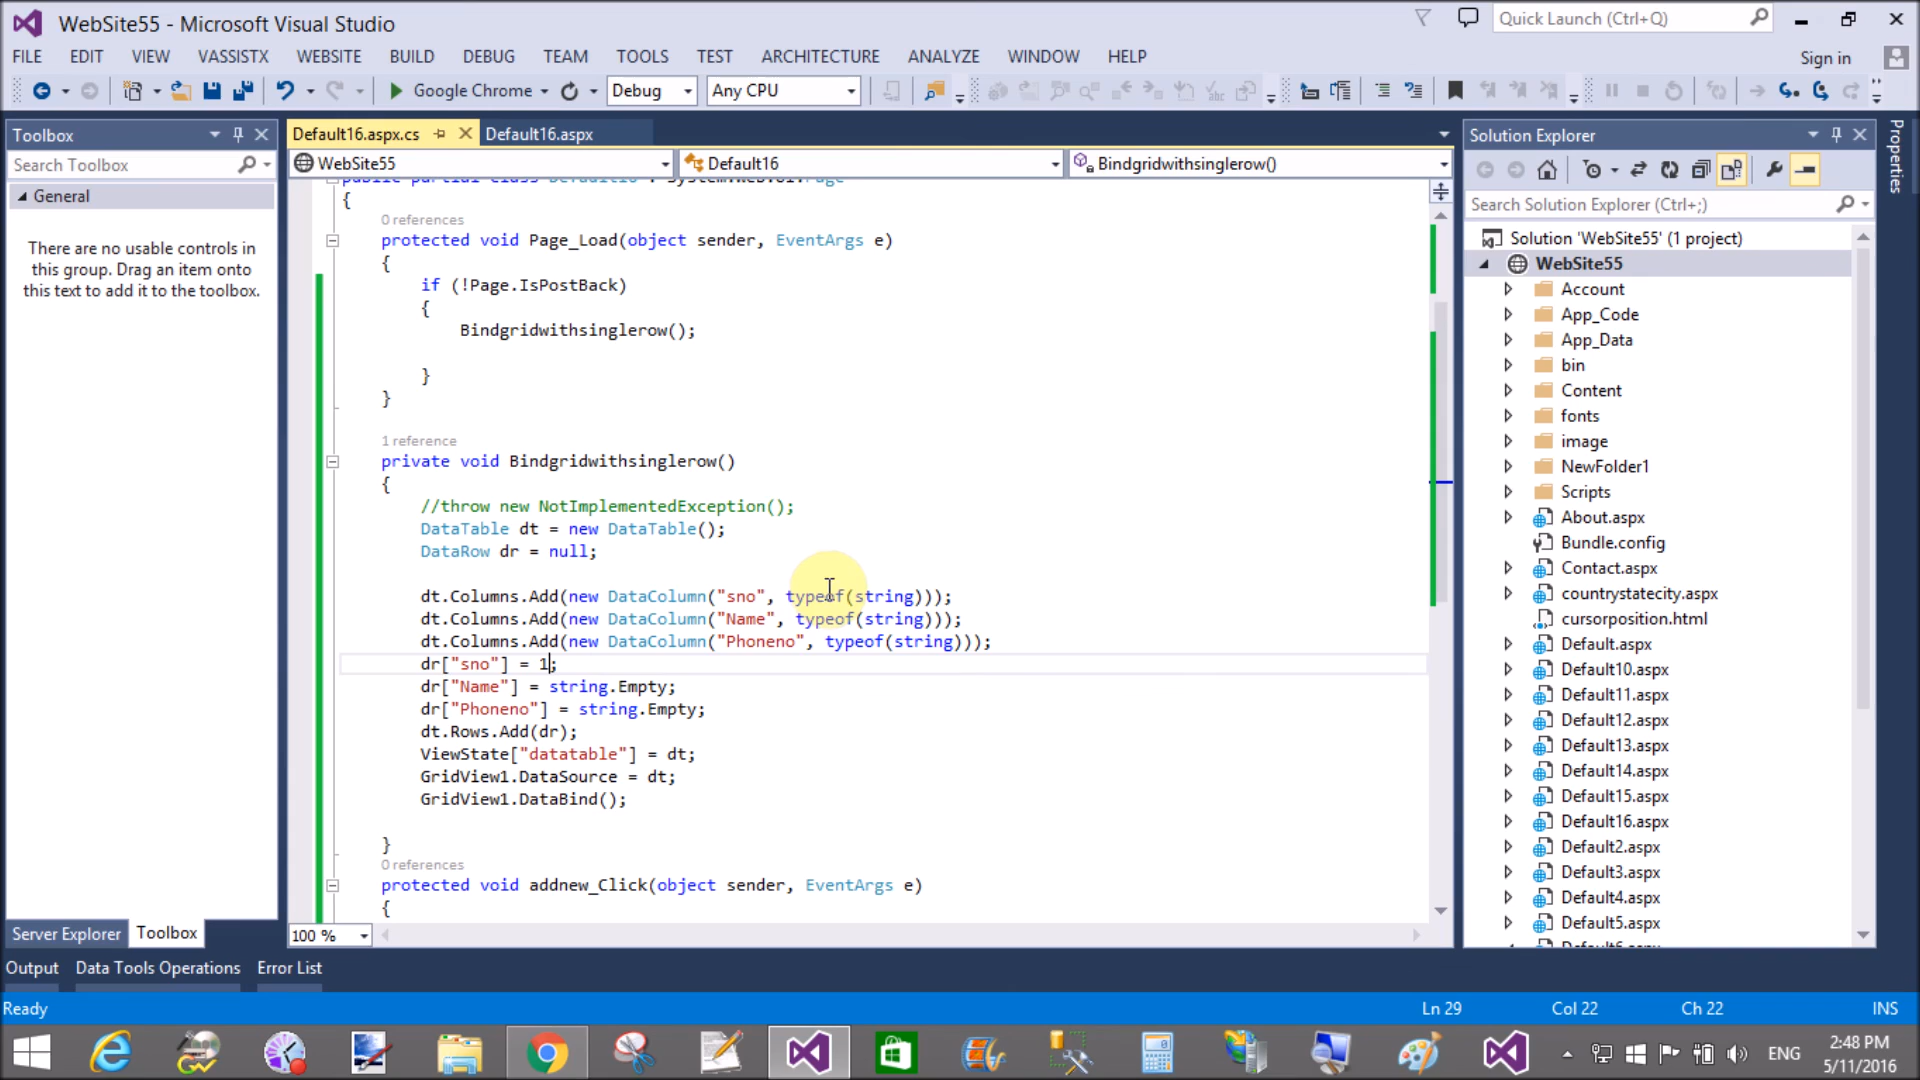 WebSite55 - Microsoft Visual Studio
Quick Launch (Ctrl+Q)
FILE EDIT VIEW VASSISTX WEBSITE BUILD DEBUG TEAM TOOLS TEST ARCHITECTURE ANALYZE WINDOW HELP
Sign in
Google Chrome Debug Any CPU
Toolbox
Search Toolbox
General
There are no usable controls in
this group. Drag an item onto
this text to add it to the toolbox.
Server Explorer Toolbox
Default16.aspx.cs Default16.aspx
WebSite55 Default16 Bindgridwithsinglerow()
public partial class Default16 : System.Web.UI.Page
{
0 references
protected void Page_Load(object sender, EventArgs e)
{
if (!Page.IsPostBack)
{
Bindgridwithsinglerow();
}
}
1 reference
private void Bindgridwithsinglerow()
{
//throw new NotImplementedException();
DataTable dt = new DataTable();
DataRow dr = null;
dt.Columns.Add(new DataColumn("sno", typeof(string)));
dt.Columns.Add(new DataColumn("Name", typeof(string)));
dt.Columns.Add(new DataColumn("Phoneno", typeof(string)));
dr["sno"] = 1;
dr["Name"] = string.Empty;
dr["Phoneno"] = string.Empty;
dt.Rows.Add(dr);
ViewState["datatable"] = dt;
GridView1.DataSource = dt;
GridView1.DataBind();
}
0 references
protected void addnew_Click(object sender, EventArgs e)
{
100 %
Solution Explorer
Search Solution Explorer (Ctrl+;)
Solution 'WebSite55' (1 project)
WebSite55
Account
App_Code
App_Data
bin
Content
fonts
image
NewFolder1
Scripts
About.aspx
Bundle.config
Contact.aspx
countrystatecity.aspx
cursorposition.html
Default.aspx
Default10.aspx
Default11.aspx
Default12.aspx
Default13.aspx
Default14.aspx
Default15.aspx
Default16.aspx
Default2.aspx
Default3.aspx
Default4.aspx
Default5.aspx
Default6.aspx
Properties
Output Data Tools Operations Error List
Ready Ln 29 Col 22 Ch 22 INS
ENG
2:48 PM
5/11/2016